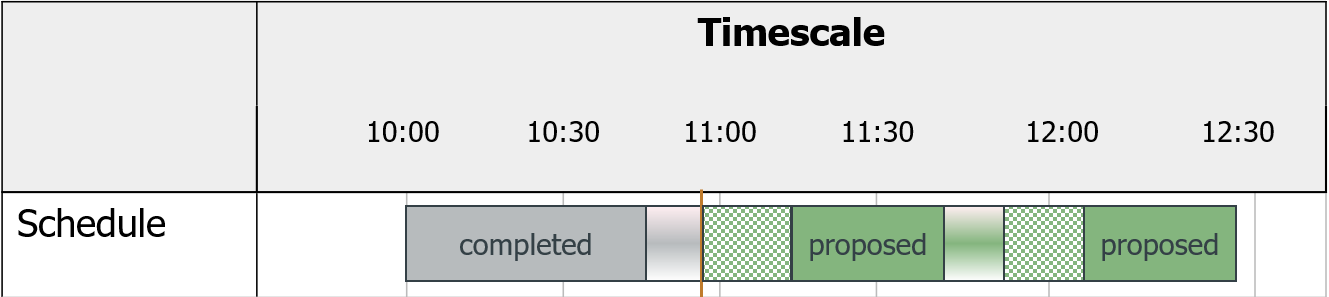 Timescale
10:00 10:30 11:00 11:30 12:00 12:30
Schedule
completed proposed proposed